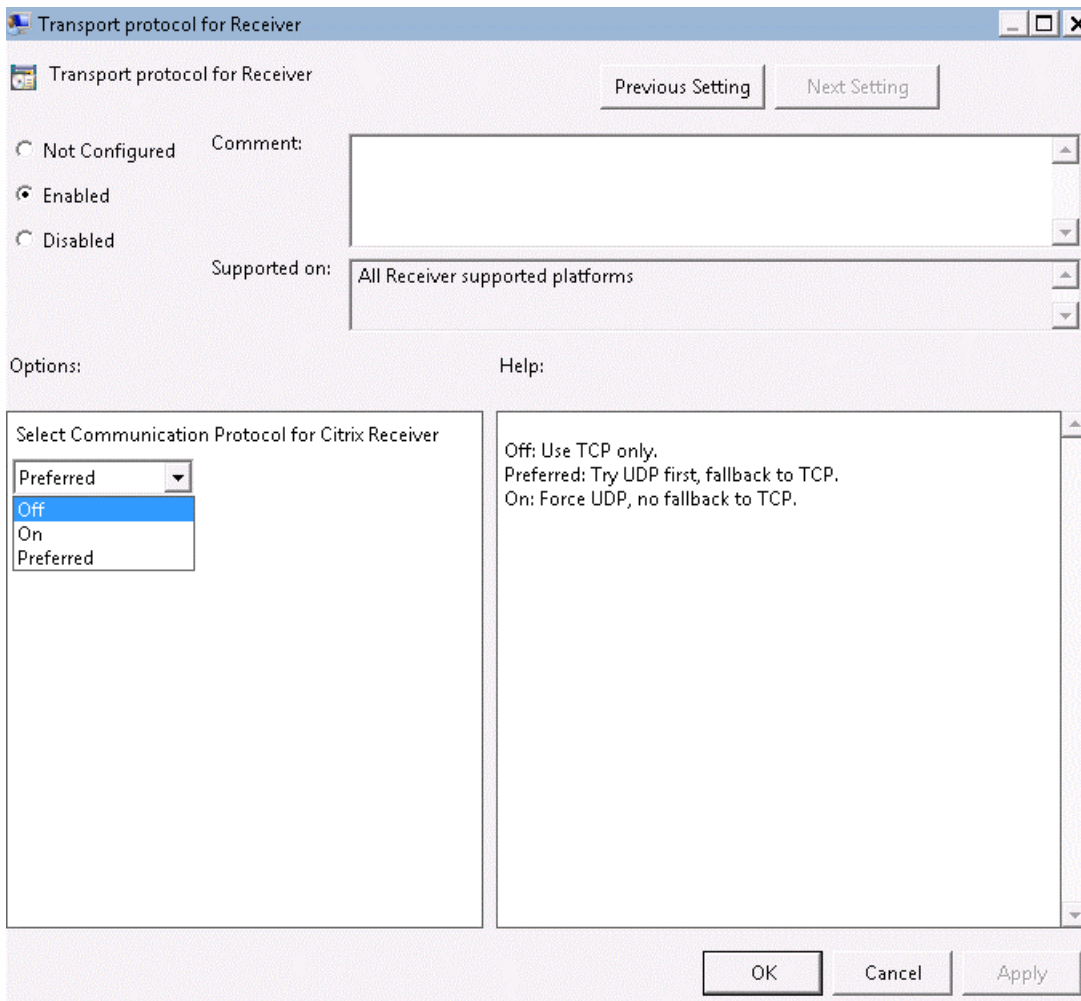 Transport protocol for Receiver
Transport protocol for Receiver
Previous Setting
Next Setting
Not Configured
Comment:
Enabled
Disabled
Supported on:
All Receiver supported platforms
Options:
Help:
Select Communication Protocol for Citrix Receiver
Preferred
Off
On
Preferred
Off: Use TCP only.
Preferred: Try UDP first, fallback to TCP.
On: Force UDP, no fallback to TCP.
OK
Cancel
Apply